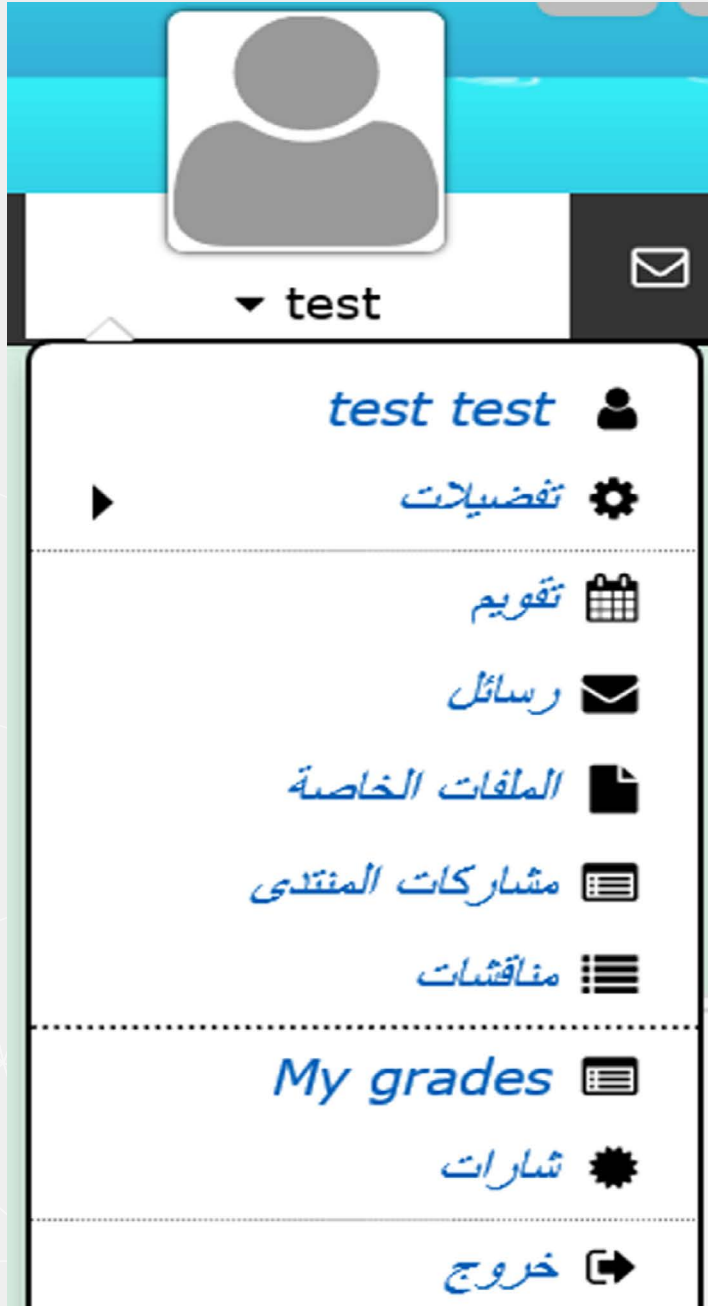 test
test test
تفضيلات
تقويم
رسائل
الملفات الخاصة
مشاركات المنتدى
مناقشات
My grades
شارات
خروج